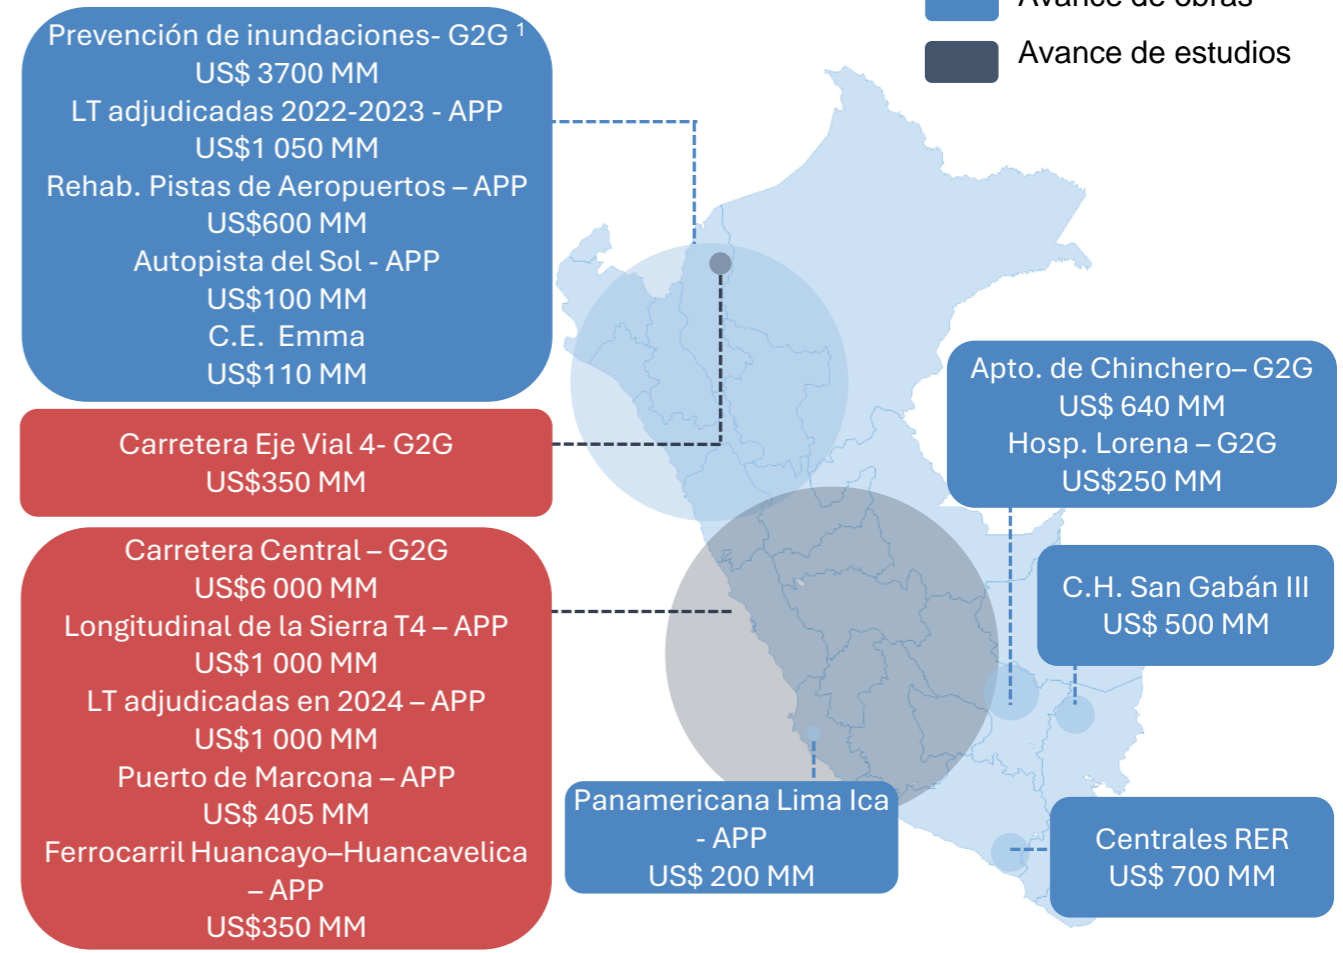 Avance de obras
Avance de estudios
Prevención de inundaciones- G2G ¹
US$ 3700 MM
LT adjudicadas 2022-2023 - APP
US$1 050 MM
Rehab. Pistas de Aeropuertos – APP
US$600 MM
Autopista del Sol - APP
US$100 MM
C.E. Emma
US$110 MM
Carretera Eje Vial 4- G2G
US$350 MM
Carretera Central – G2G
US$6 000 MM
Longitudinal de la Sierra T4 – APP
US$1 000 MM
LT adjudicadas en 2024 – APP
US$1 000 MM
Puerto de Marcona – APP
US$ 405 MM
Ferrocarril Huancayo–Huancavelica
– APP
US$350 MM
Panamericana Lima Ica
- APP
US$ 200 MM
Apto. de Chinchero– G2G
US$ 640 MM
Hosp. Lorena – G2G
US$250 MM
C.H. San Gabán III
US$ 500 MM
Centrales RER
US$ 700 MM